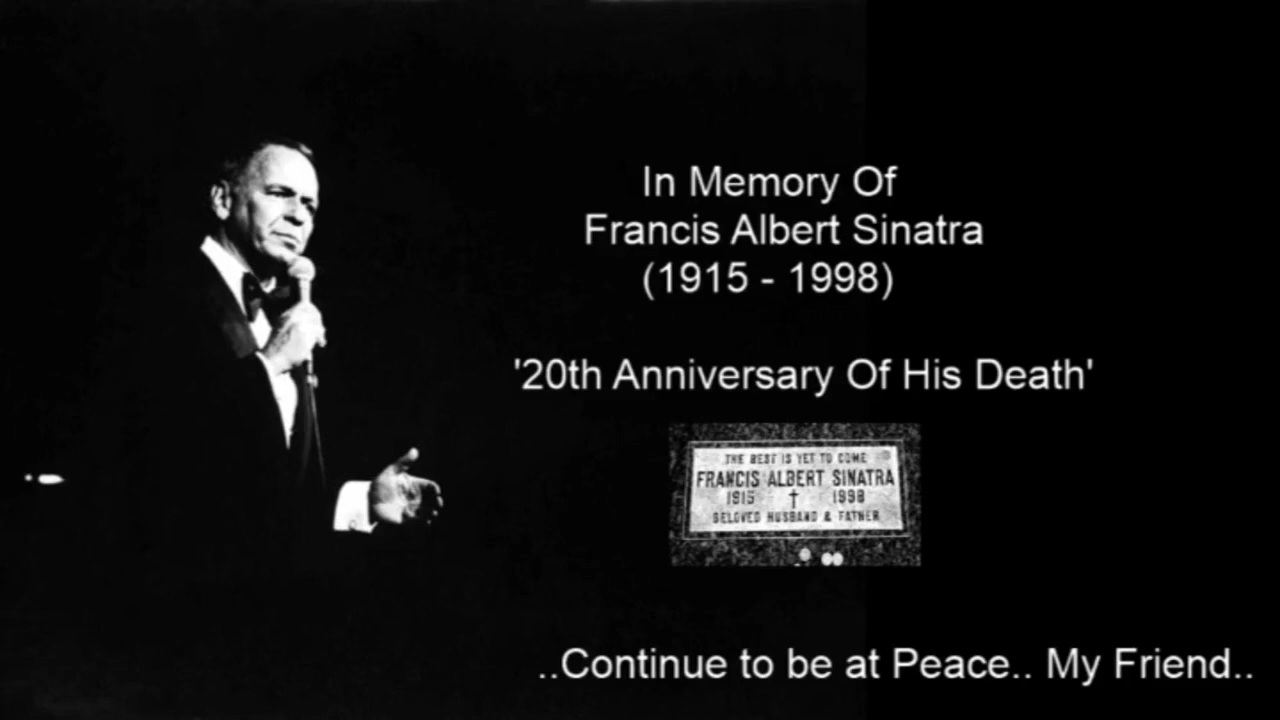 In Memory Of
Francis Albert Sinatra
(1915 - 1998)
'20th Anniversary Of His Death'
THE BEST IS YET TO COME
FRANCIS ALBERT SINATRA
1915 † 1998
BELOVED HUSBAND & FATHER
..Continue to be at Peace.. My Friend..